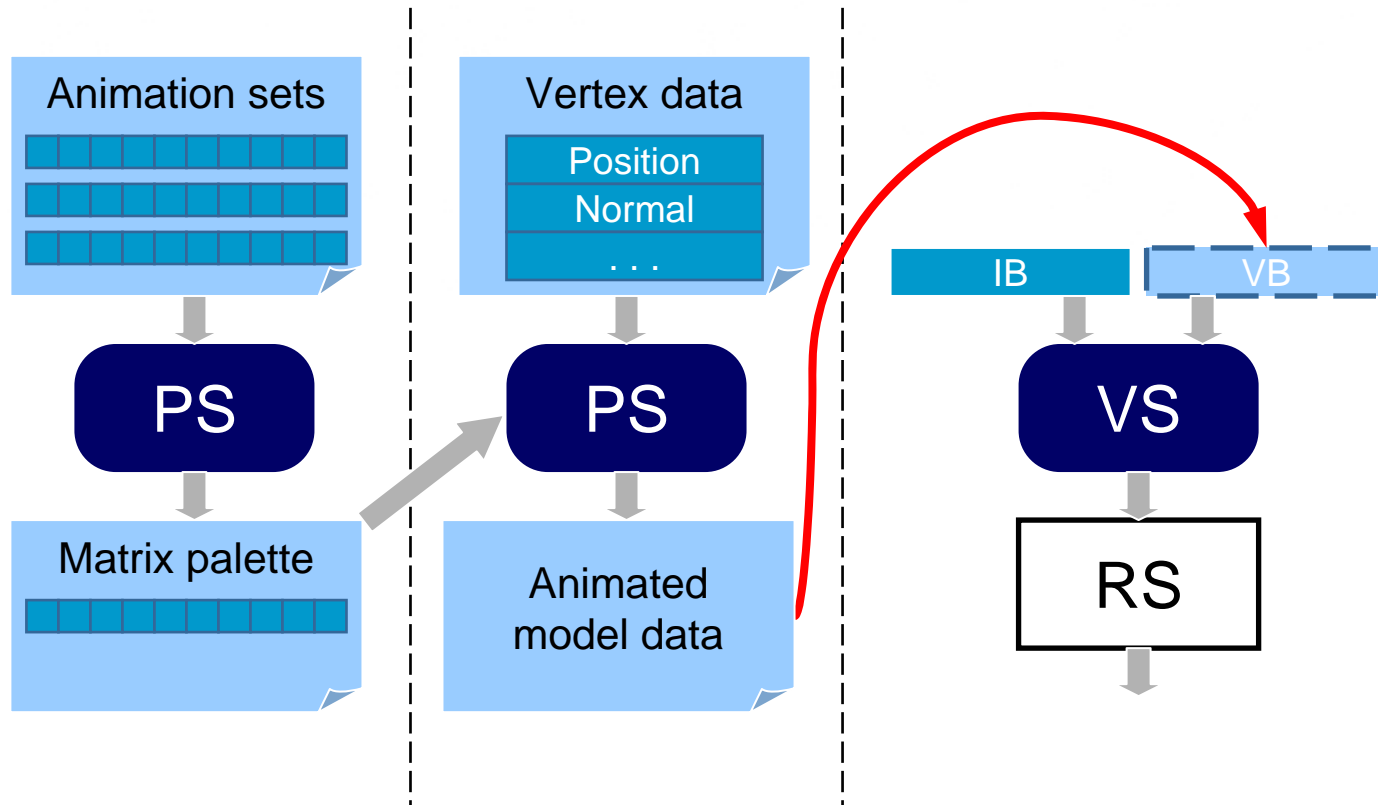 Animation sets
PS
Matrix palette
Vertex data
Position
Normal
. . .
PS
Animated
model data
IB
VB
VS
RS